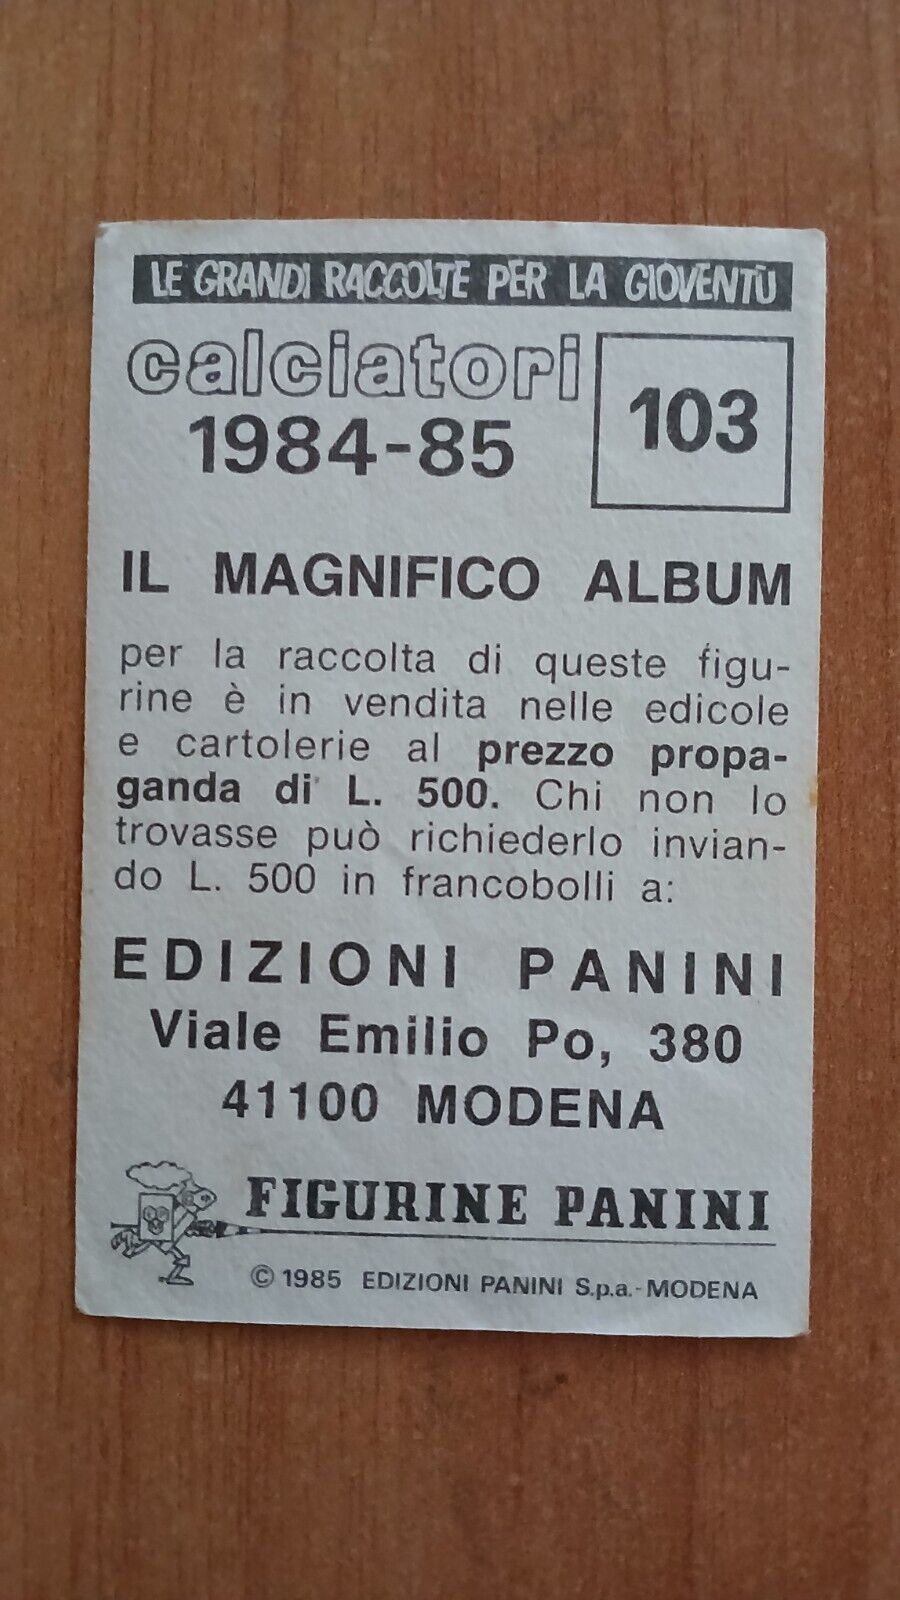 LE GRANDI RACCOLTE PER LA GIOVENTÙ
calciatori
1984-85
103
IL MAGNIFICO ALBUM
per la raccolta di queste figu-
rine è in vendita nelle edicole
e cartolerie al prezzo propa-
ganda di L. 500. Chi non lo
trovasse può richiederlo invian-
do L. 500 in francobolli a:
EDIZIONI PANINI
Viale Emilio Po, 380
41100 MODENA
FIGURINE PANINI
© 1985 EDIZIONI PANINI S.p.a.-MODENA